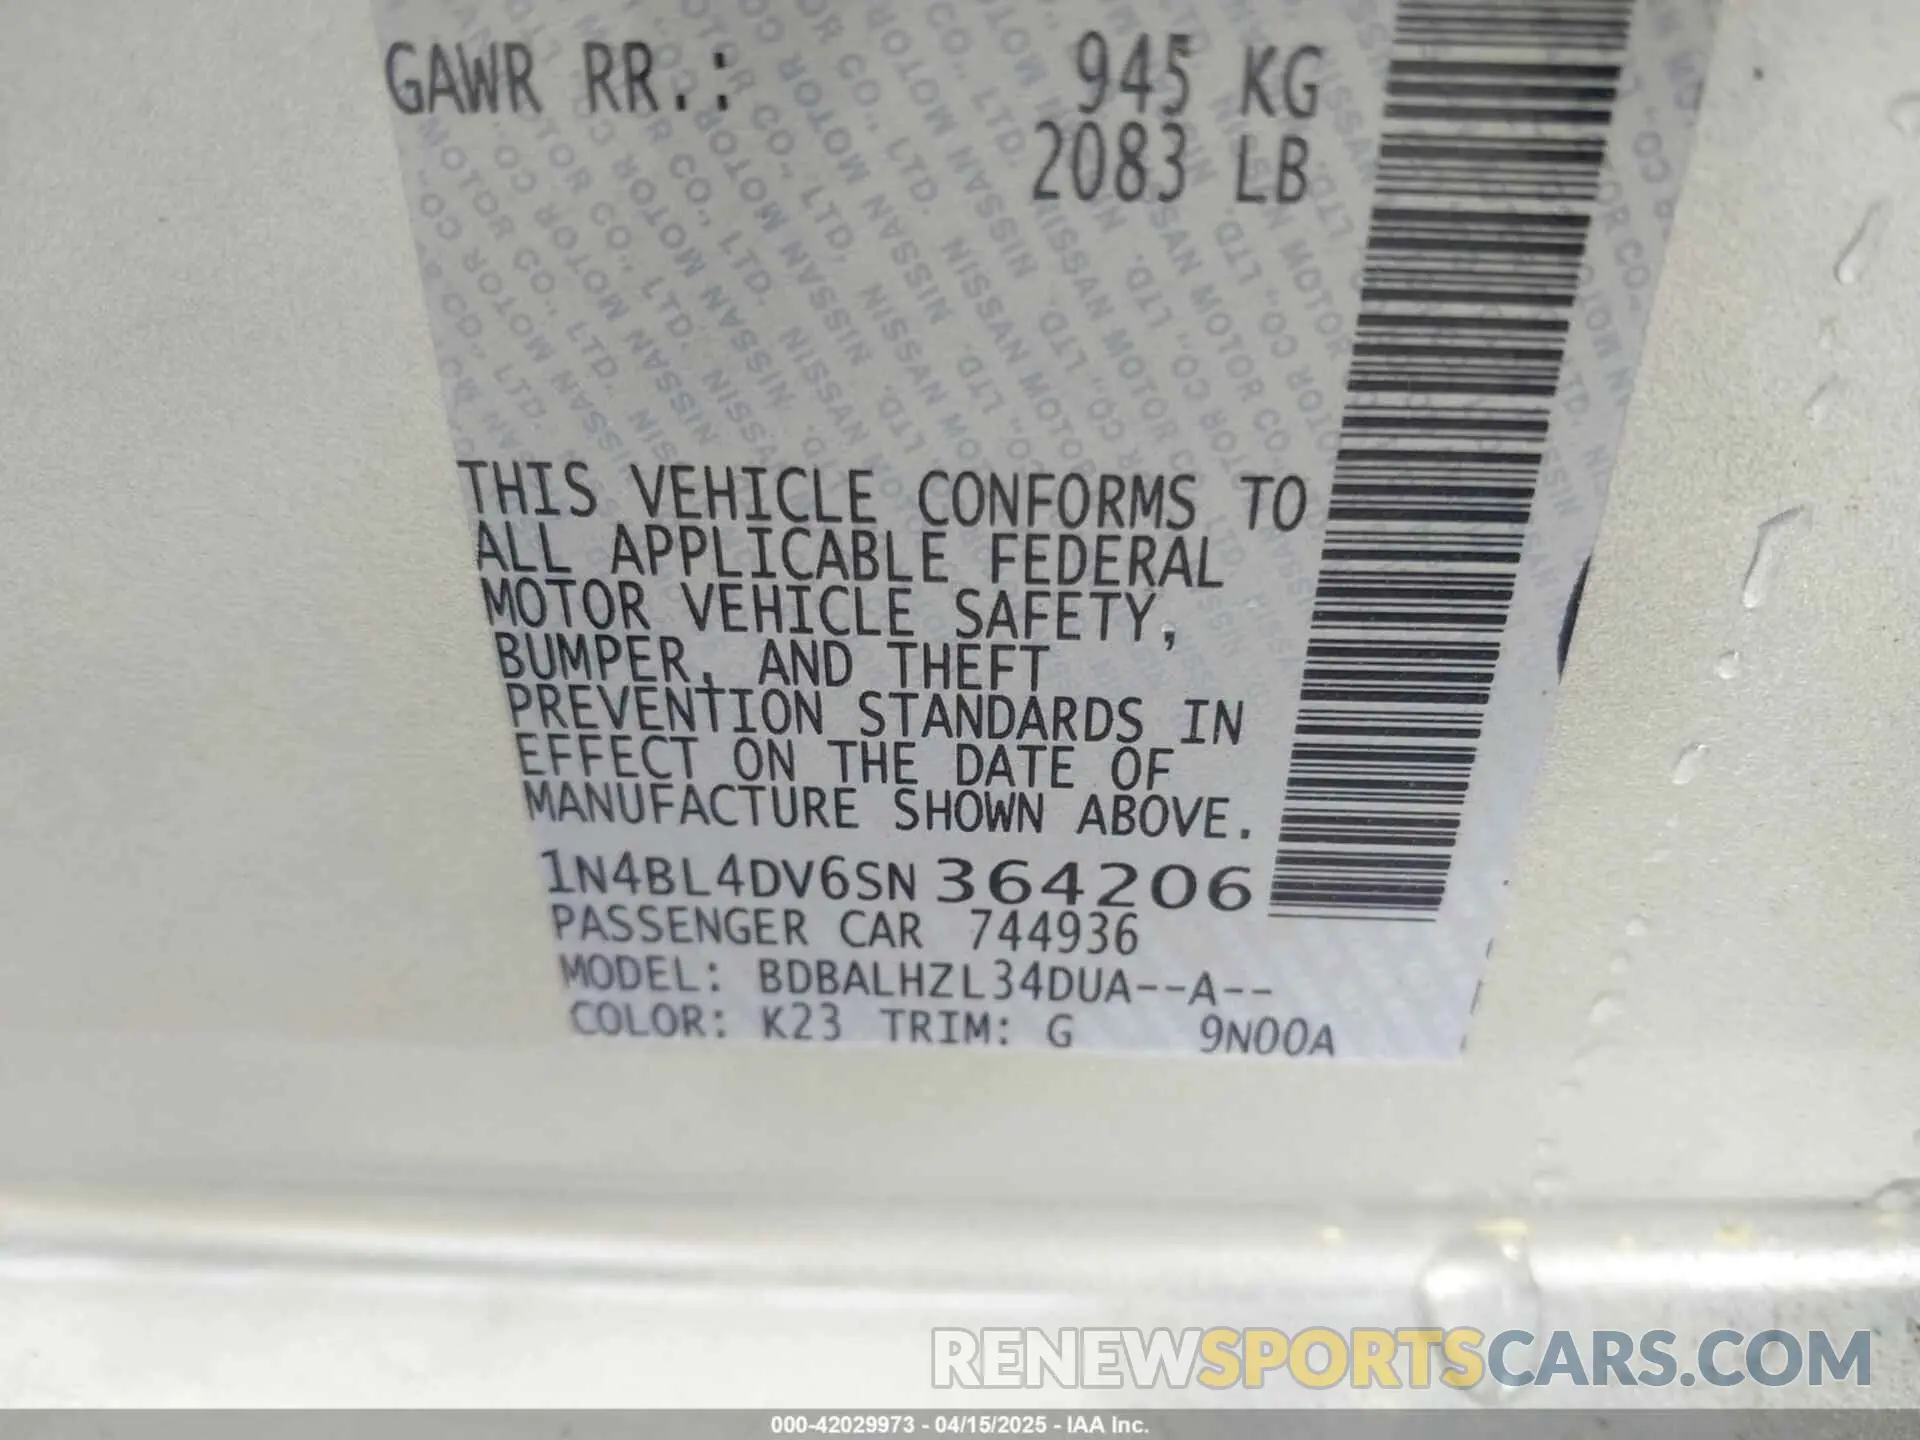 GAWR RR.: 945 KG
2083 LB
THIS VEHICLE CONFORMS TO
ALL APPLICABLE FEDERAL
MOTOR VEHICLE SAFETY,
BUMPER, AND THEFT
PREVENTION STANDARDS IN
EFFECT ON THE DATE OF
MANUFACTURE SHOWN ABOVE.
1N4BL4DV6SN364206
PASSENGER CAR 744936
MODEL: BDBALHZL34DUA--A--
COLOR: K23 TRIM: G 9N00A
RENEWSPORTSCARS.COM
000-42029973 - 04/15/2025 - IAA Inc.